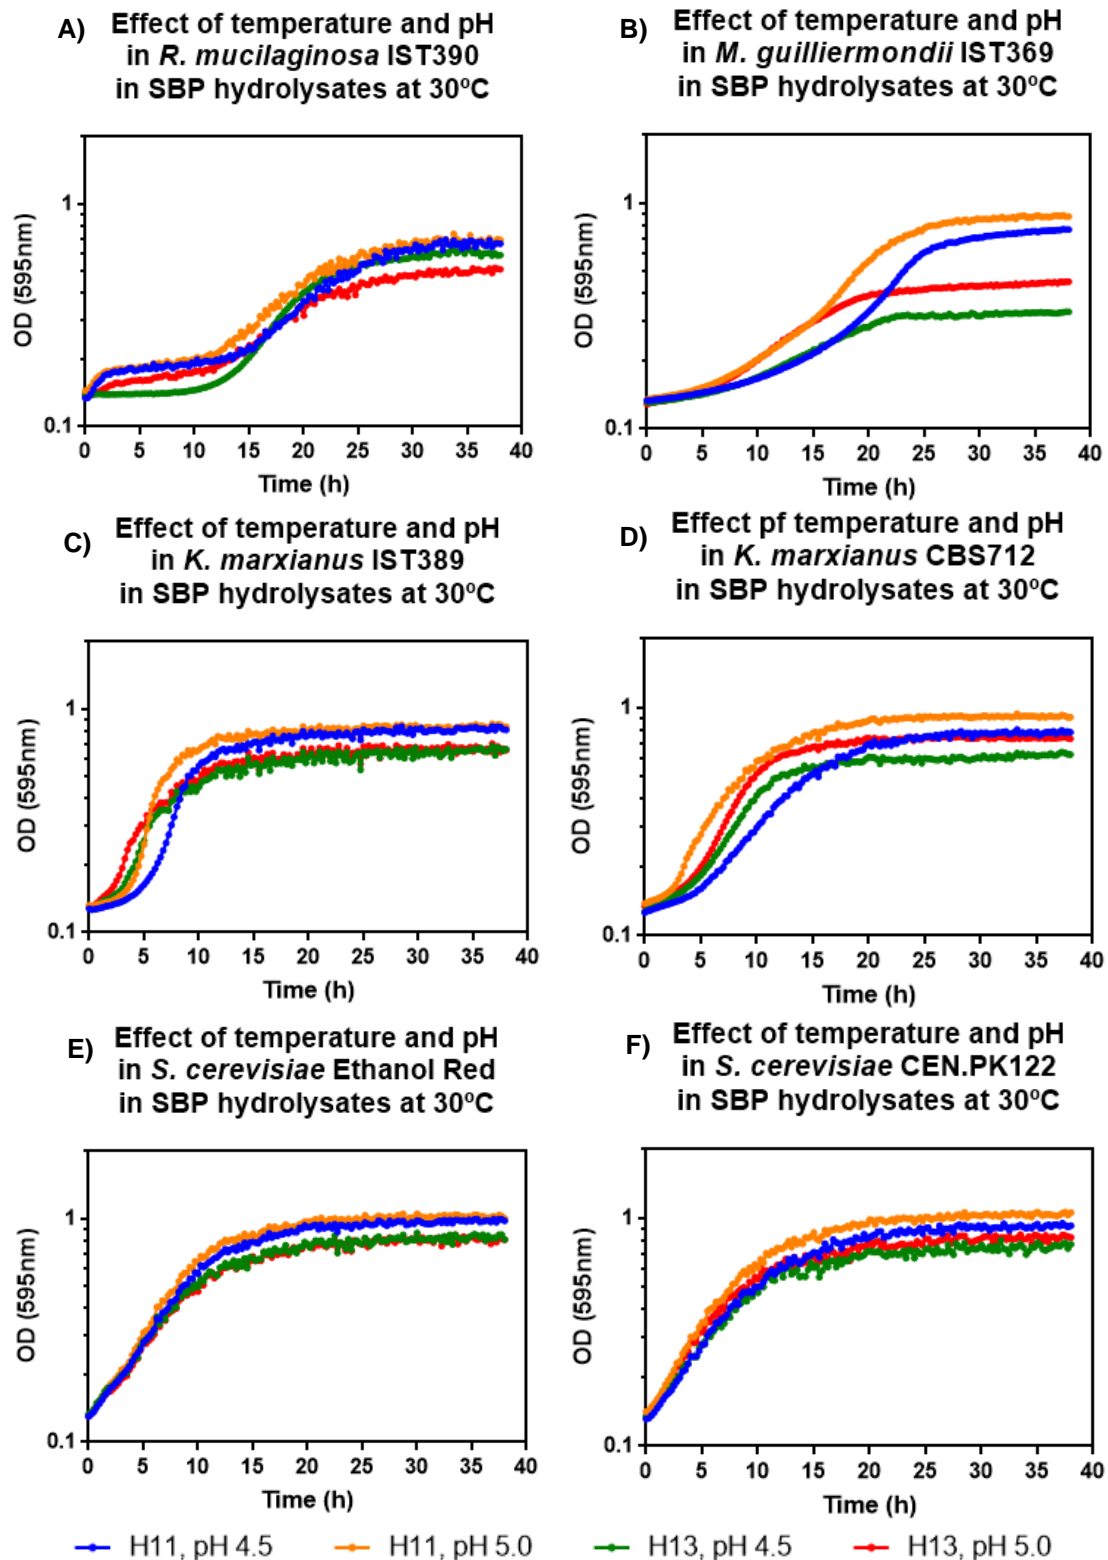 A) Effect of temperature and pH
in R. mucilaginosa IST390
in SBP hydrolysates at 30ºC
OD (595nm)
1
0.1
0 5 10 15 20 25 30 35 40
Time (h)
B) Effect of temperature and pH
in M. guilliermondii IST369
in SBP hydrolysates at 30ºC
OD (595nm)
1
0.1
0 5 10 15 20 25 30 35 40
Time (h)
C) Effect of temperature and pH
in K. marxianus IST389
in SBP hydrolysates at 30ºC
OD (595nm)
1
0.1
0 5 10 15 20 25 30 35 40
Time (h)
D) Effect pf temperature and pH
in K. marxianus CBS712
in SBP hydrolysates at 30ºC
OD (595nm)
1
0.1
0 5 10 15 20 25 30 35 40
Time (h)
E) Effect of temperature and pH
in S. cerevisiae Ethanol Red
in SBP hydrolysates at 30ºC
OD (595nm)
1
0.1
0 5 10 15 20 25 30 35 40
Time (h)
F) Effect of temperature and pH
in S. cerevisiae CEN.PK122
in SBP hydrolysates at 30ºC
OD (595nm)
1
0.1
0 5 10 15 20 25 30 35 40
Time (h)
H11, pH 4.5 H11, pH 5.0 H13, pH 4.5 H13, pH 5.0